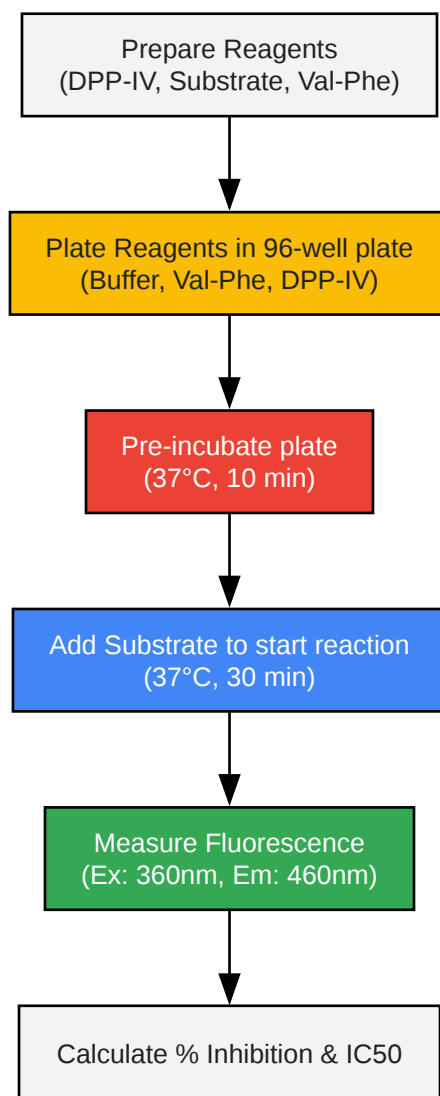 Prepare Reagents
(DPP-IV, Substrate, Val-Phe)
Plate Reagents in 96-well plate
(Buffer, Val-Phe, DPP-IV)
Pre-incubate plate
(37°C, 10 min)
Add Substrate to start reaction
(37°C, 30 min)
Measure Fluorescence
(Ex: 360nm, Em: 460nm)
Calculate % Inhibition & IC50